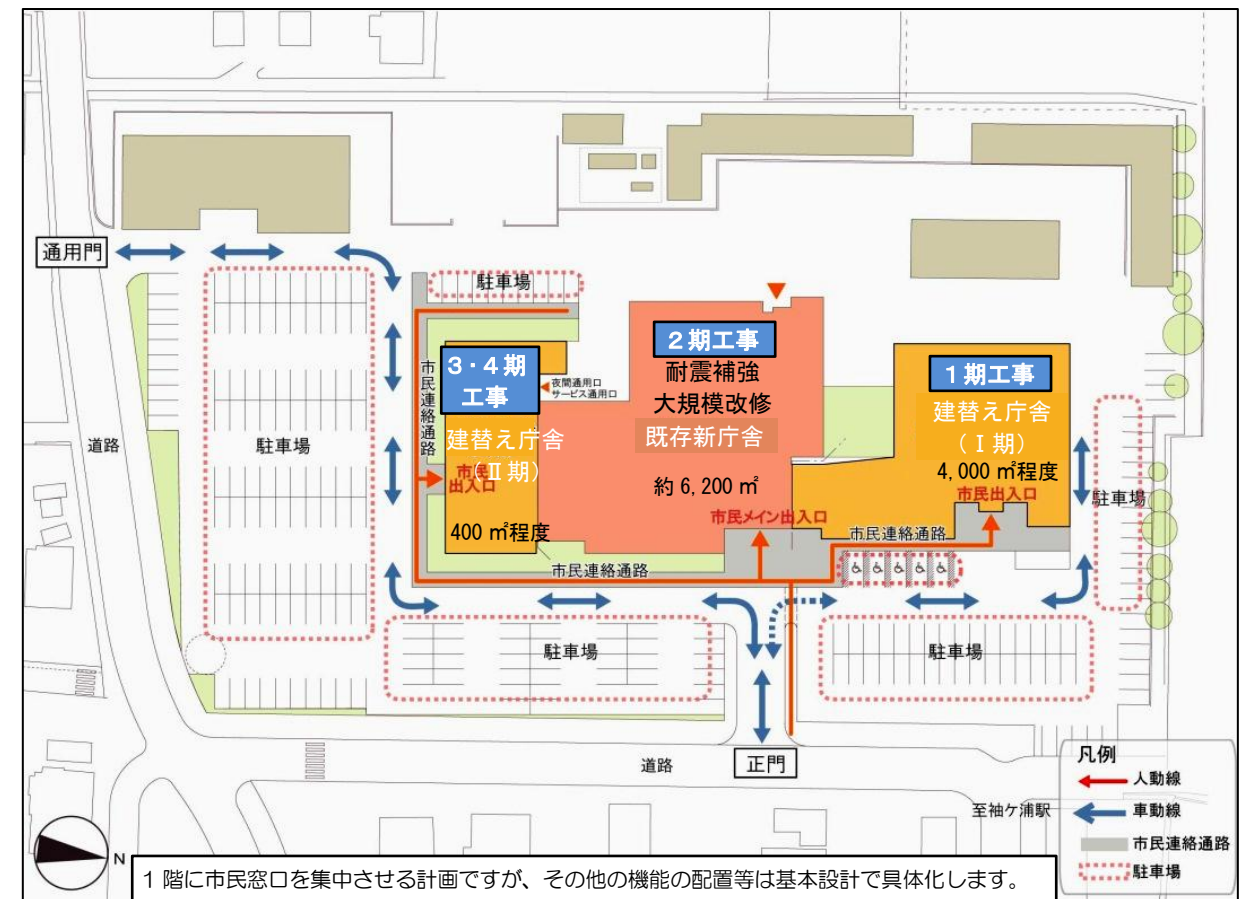 通用門
駐車場
3・4期
工事
2期工事
耐震補強
大規模改修
既存新庁舎
約 6,200 ㎡
1期工事
建替え庁舎
(Ⅰ期)
4,000 ㎡程度
夜間通用口
サービス通用口
市民連絡通路
建替え庁舎
(Ⅱ期)
市民
出入口
400 ㎡程度
道路
駐車場
市民メイン出入口
市民出入口
市民連絡通路
駐車場
市民連絡通路
駐車場
駐車場
道路
正門
至袖ケ浦駅
凡例
人動線
車動線
市民連絡通路
駐車場
N
1 階に市民窓口を集中させる計画ですが、その他の機能の配置等は基本設計で具体化します。